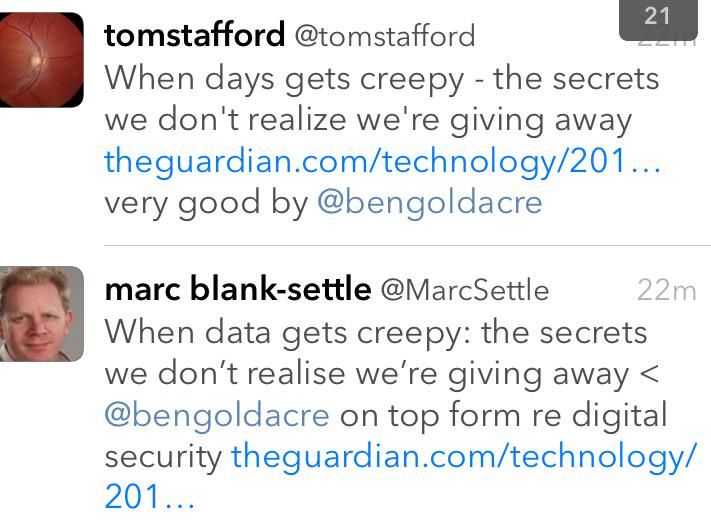 21
tomstafford @tomstafford 22m
When days gets creepy - the secrets
we don't realize we're giving away
theguardian.com/technology/201…
very good by @bengoldacre
marc blank-settle @MarcSettle 22m
When data gets creepy: the secrets
we don’t realise we’re giving away <
@bengoldacre on top form re digital
security theguardian.com/technology/
201…